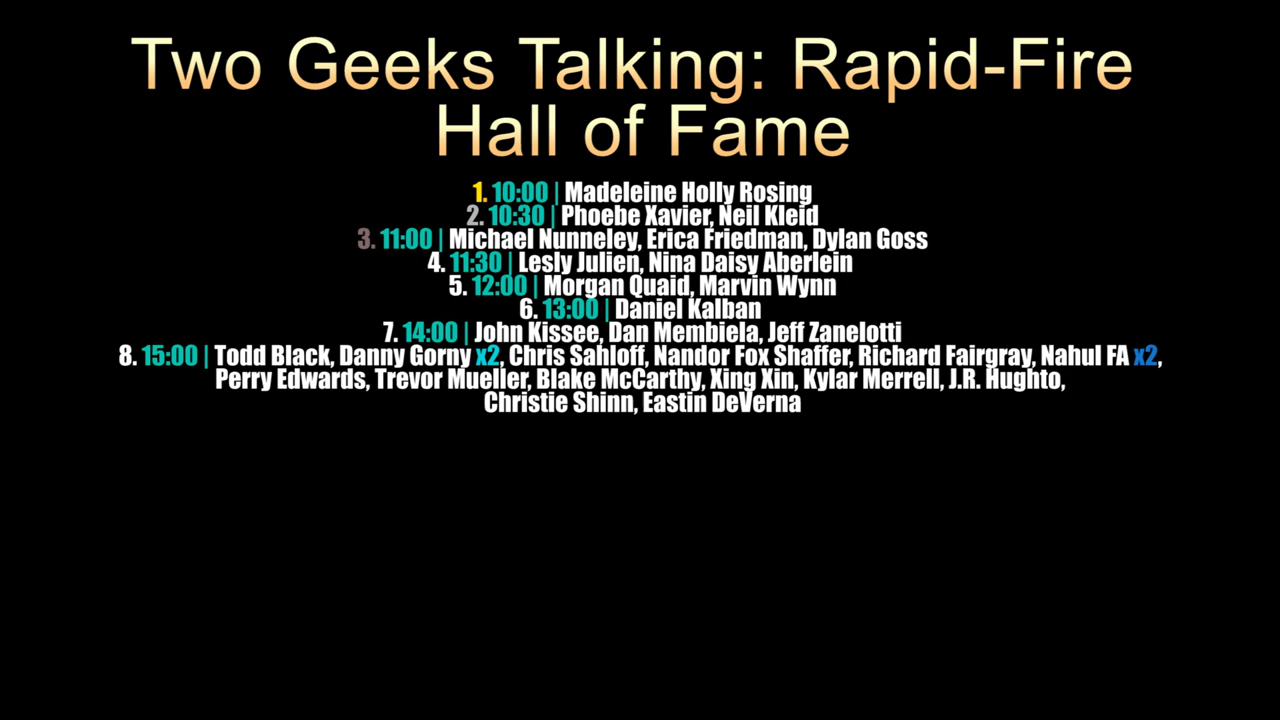 Two Geeks Talking: Rapid-Fire
Hall of Fame
1. 10:00 | Madeleine Holly Rosing
2. 10:30 | Phoebe Xavier, Neil Kleid
3. 11:00 | Michael Nunneley, Erica Friedman, Dylan Goss
4. 11:30 | Lesly Julien, Nina Daisy Aberlein
5. 12:00 | Morgan Quaid, Marvin Wynn
6. 13:00 | Daniel Kalban
7. 14:00 | John Kissee, Dan Membiela, Jeff Zanelotti
8. 15:00 | Todd Black, Danny Gorny x2, Chris Sahloff, Nandor Fox Shaffer, Richard Fairgray, Nahul FA x2,
Perry Edwards, Trevor Mueller, Blake McCarthy, Xing Xin, Kylar Merrell, J.R. Hughto,
Christie Shinn, Eastin DeVerna